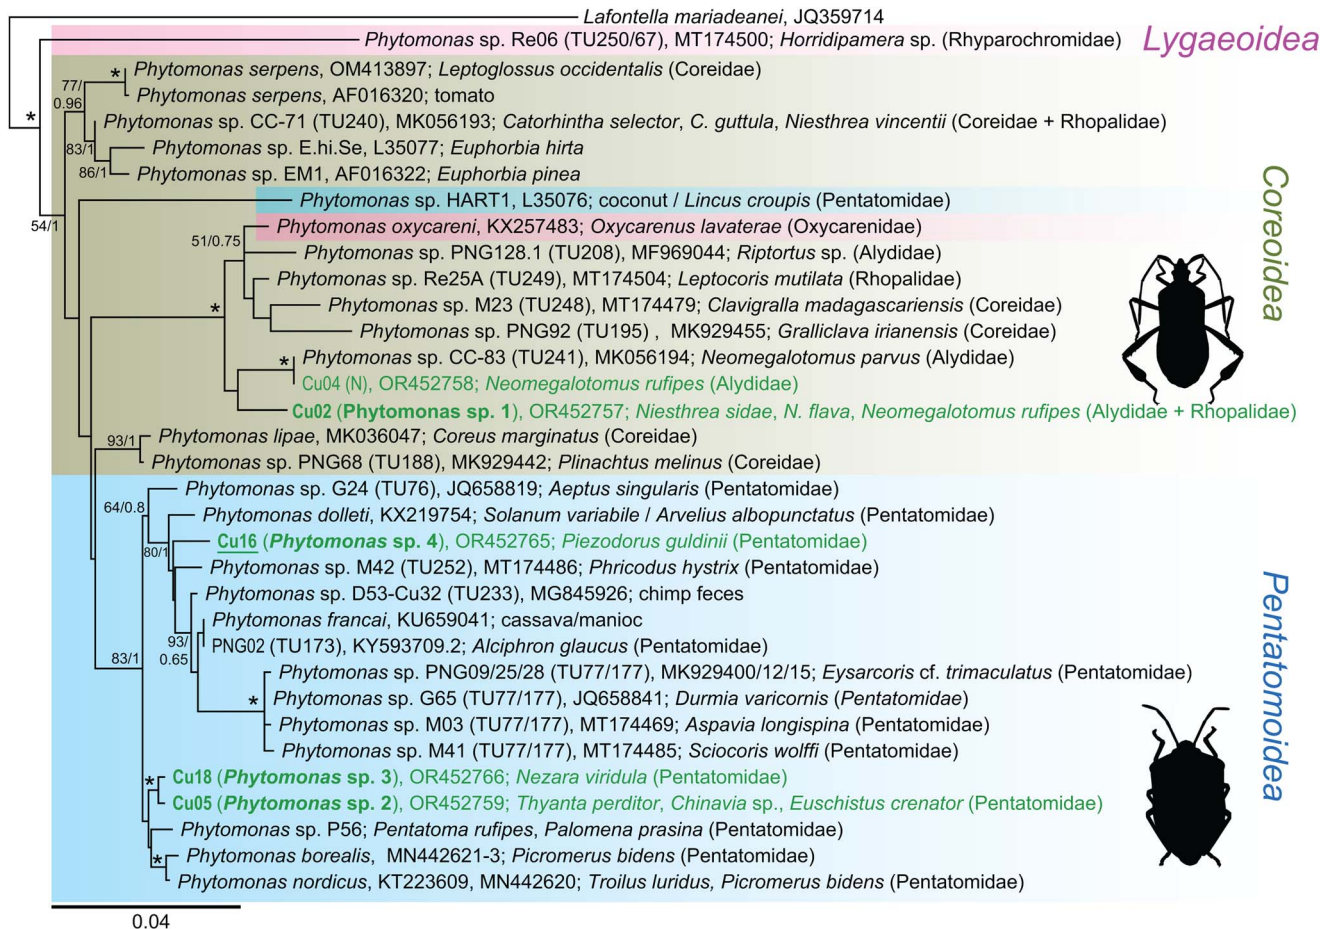 Lafontella mariadeanei, JQ359714
Phytomonas sp. Re06 (TU250/67), MT174500; Horridipamera sp. (Rhyparochromidae)
Lygaeoidea
Phytomonas serpens, OM413897; Leptoglossus occidentalis (Coreidae)
*
77/
0.96
Phytomonas serpens, AF016320; tomato
*
Phytomonas sp. CC-71 (TU240), MK056193; Catorhintha selector, C. guttula, Niesthrea vincentii (Coreidae + Rhopalidae)
83/1
Phytomonas sp. E.hi.Se, L35077; Euphorbia hirta
86/1
Phytomonas sp. EM1, AF016322; Euphorbia pinea
Coreoidea
Phytomonas sp. HART1, L35076; coconut / Lincus croupis (Pentatomidae)
54/1
Phytomonas oxycareni, KX257483; Oxycarenus lavaterae (Oxycarenidae)
51/0.75
Phytomonas sp. PNG128.1 (TU208), MF969044; Riptortus sp. (Alydidae)
Phytomonas sp. Re25A (TU249), MT174504; Leptocoris mutilata (Rhopalidae)
*
Phytomonas sp. M23 (TU248), MT174479; Clavigralla madagascariensis (Coreidae)
Phytomonas sp. PNG92 (TU195) , MK929455; Gralliclava irianensis (Coreidae)
*
Phytomonas sp. CC-83 (TU241), MK056194; Neomegalotomus parvus (Alydidae)
Cu04 (N), OR452758; Neomegalotomus rufipes (Alydidae)
Cu02 (Phytomonas sp. 1), OR452757; Niesthrea sidae, N. flava, Neomegalotomus rufipes (Alydidae + Rhopalidae)
93/1
Phytomonas lipae, MK036047; Coreus marginatus (Coreidae)
Phytomonas sp. PNG68 (TU188), MK929442; Plinachtus melinus (Coreidae)
Phytomonas sp. G24 (TU76), JQ658819; Aeptus singularis (Pentatomidae)
64/0.8
Phytomonas dolleti, KX219754; Solanum variabile / Arvelius albopunctatus (Pentatomidae)
80/1
Cu16 (Phytomonas sp. 4), OR452765; Piezodorus guldinii (Pentatomidae)
Phytomonas sp. M42 (TU252), MT174486; Phricodus hystrix (Pentatomidae)
Pentatomoidea
Phytomonas sp. D53-Cu32 (TU233), MG845926; chimp feces
Phytomonas francai, KU659041; cassava/manioc
93/
0.65
PNG02 (TU173), KY593709.2; Alciphron glaucus (Pentatomidae)
83/1
Phytomonas sp. PNG09/25/28 (TU77/177), MK929400/12/15; Eysarcoris cf. trimaculatus (Pentatomidae)
*
Phytomonas sp. G65 (TU77/177), JQ658841; Durmia varicornis (Pentatomidae)
Phytomonas sp. M03 (TU77/177), MT174469; Aspavia longispina (Pentatomidae)
Phytomonas sp. M41 (TU77/177), MT174485; Sciocoris wolffi (Pentatomidae)
*
Cu18 (Phytomonas sp. 3), OR452766; Nezara viridula (Pentatomidae)
Cu05 (Phytomonas sp. 2), OR452759; Thyanta perditor, Chinavia sp., Euschistus crenator (Pentatomidae)
Phytomonas sp. P56; Pentatoma rufipes, Palomena prasina (Pentatomidae)
*
Phytomonas borealis, MN442621-3; Picromerus bidens (Pentatomidae)
Phytomonas nordicus, KT223609, MN442620; Troilus luridus, Picromerus bidens (Pentatomidae)
0.04